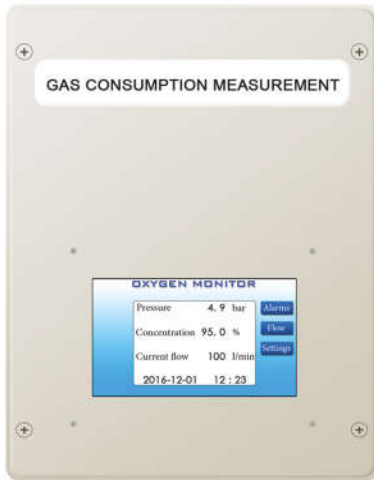 GAS CONSUMPTION MEASUREMENT
OXYGEN MONITOR
Pressure 4.9 bar Alarms
Concentration 95.0 % Flow
Current flow 100 l/min Settings
2016-12-01 12:23